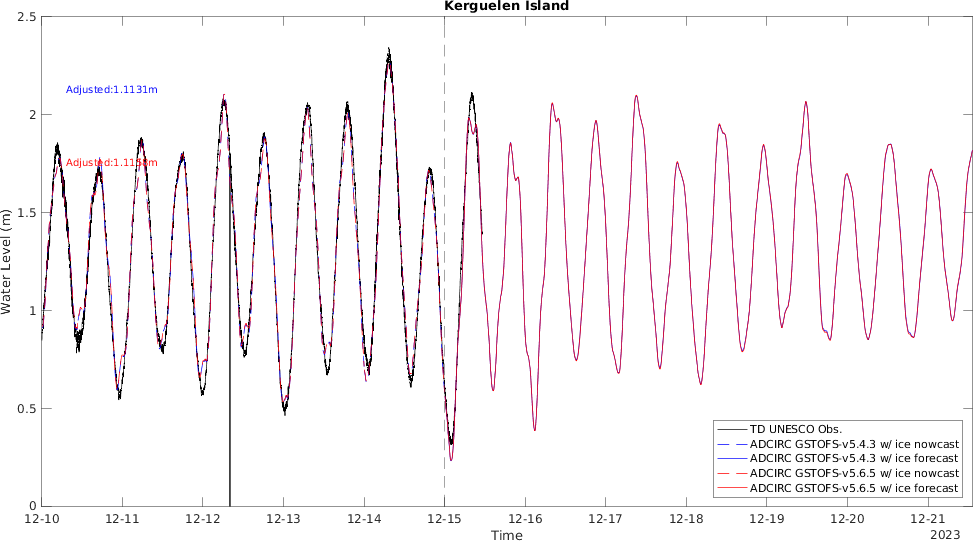 Kerguelen Island
2.5
2
1.5
1
0.5
0
Water Level (m)
Adjusted:1.1131m
12-10 12-11 12-12 12-13 12-14 12-15 12-16 12-17 12-18 12-19 12-20 12-21
2023
Time
TD UNESCO Obs.
ADCIRC GSTOFS-v5.4.3 w/ ice nowcast
ADCIRC GSTOFS-v5.4.3 w/ ice forecast
ADCIRC GSTOFS-v5.6.5 w/ ice nowcast
ADCIRC GSTOFS-v5.6.5 w/ ice forecast